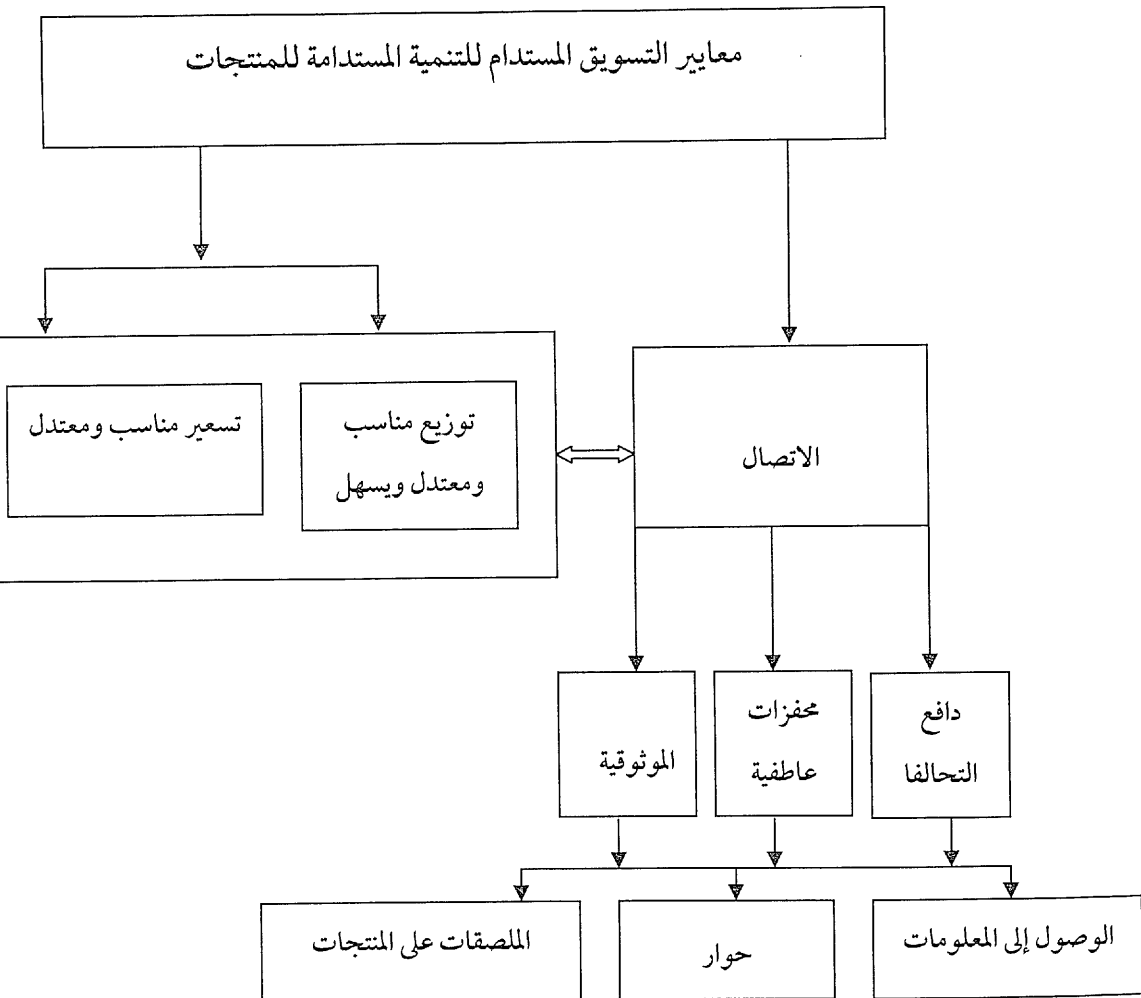 معايير التسويق المستدام للتنمية المستدامة للمنتجات
توزيع مناسب
ومعتدل ويسهل
تسعير مناسب ومعتدل
الاتصال
دافع
التحالفا
محفزات
عاطفية
الموثوقية
الوصول إلى المعلومات
حوار
الملصقات على المنتجات